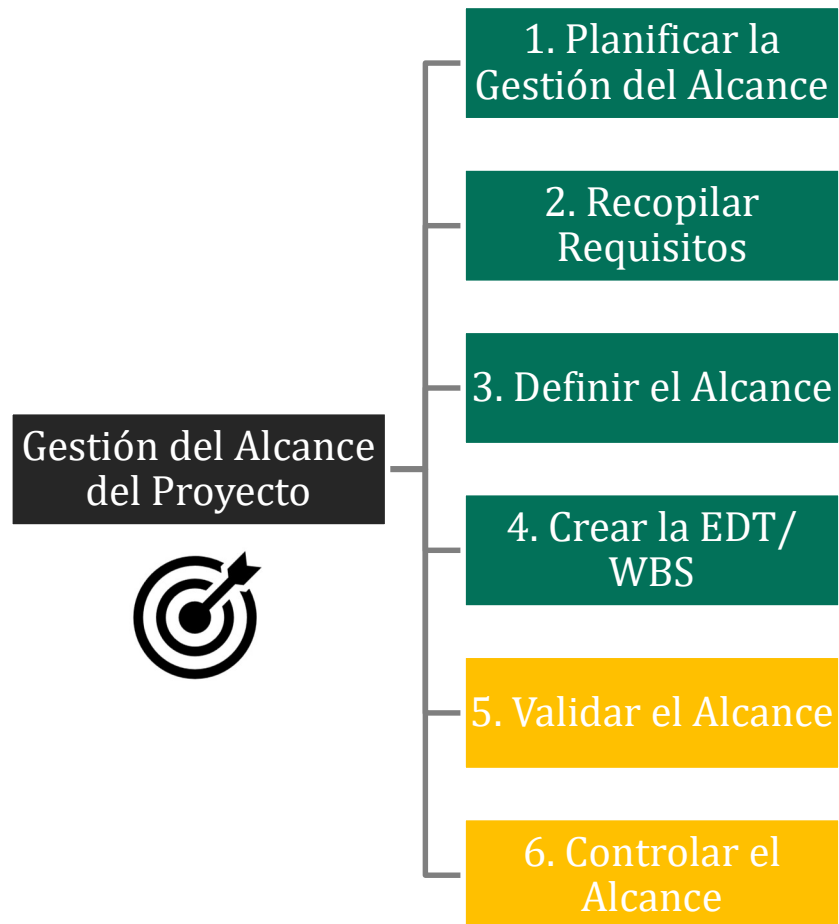 1. Planificar la
Gestión del Alcance
2. Recopilar
Requisitos
3. Definir el Alcance
Gestión del Alcance
del Proyecto
4. Crear la EDT/
WBS
5. Validar el Alcance
6. Controlar el
Alcance